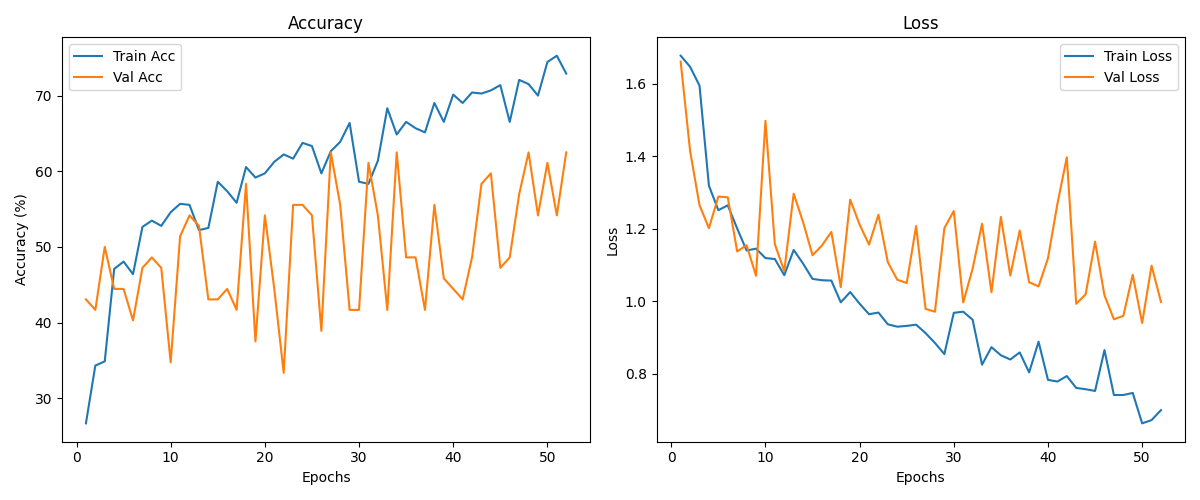 Accuracy
Train Acc
Val Acc
Accuracy (%)
70
60
50
40
30
0 10 20 30 40 50
Epochs
Loss
Train Loss
Val Loss
Loss
1.6
1.4
1.2
1.0
0.8
0 10 20 30 40 50
Epochs